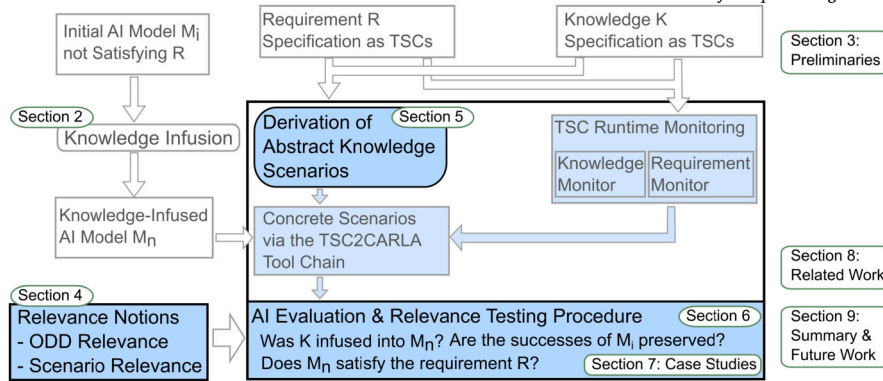 Initial AI Model Mi
not Satisfying R
Requirement R
Specification as TSCs
Knowledge K
Specification as TSCs
Section 3:
Preliminaries
Section 2
Knowledge Infusion
Knowledge-Infused
AI Model Mn
Section 5
Derivation of
Abstract Knowledge
Scenarios
TSC Runtime Monitoring
Knowledge
Monitor
Requirement
Monitor
Concrete Scenarios
via the TSC2CARLA
Tool Chain
Section 8:
Related Work
Section 4
Relevance Notions
- ODD Relevance
- Scenario Relevance
AI Evaluation & Relevance Testing Procedure
Section 6
Was K infused into Mn? Are the successes of Mi preserved?
Does Mn satisfy the requirement R?
Section 7: Case Studies
Section 9:
Summary &
Future Work